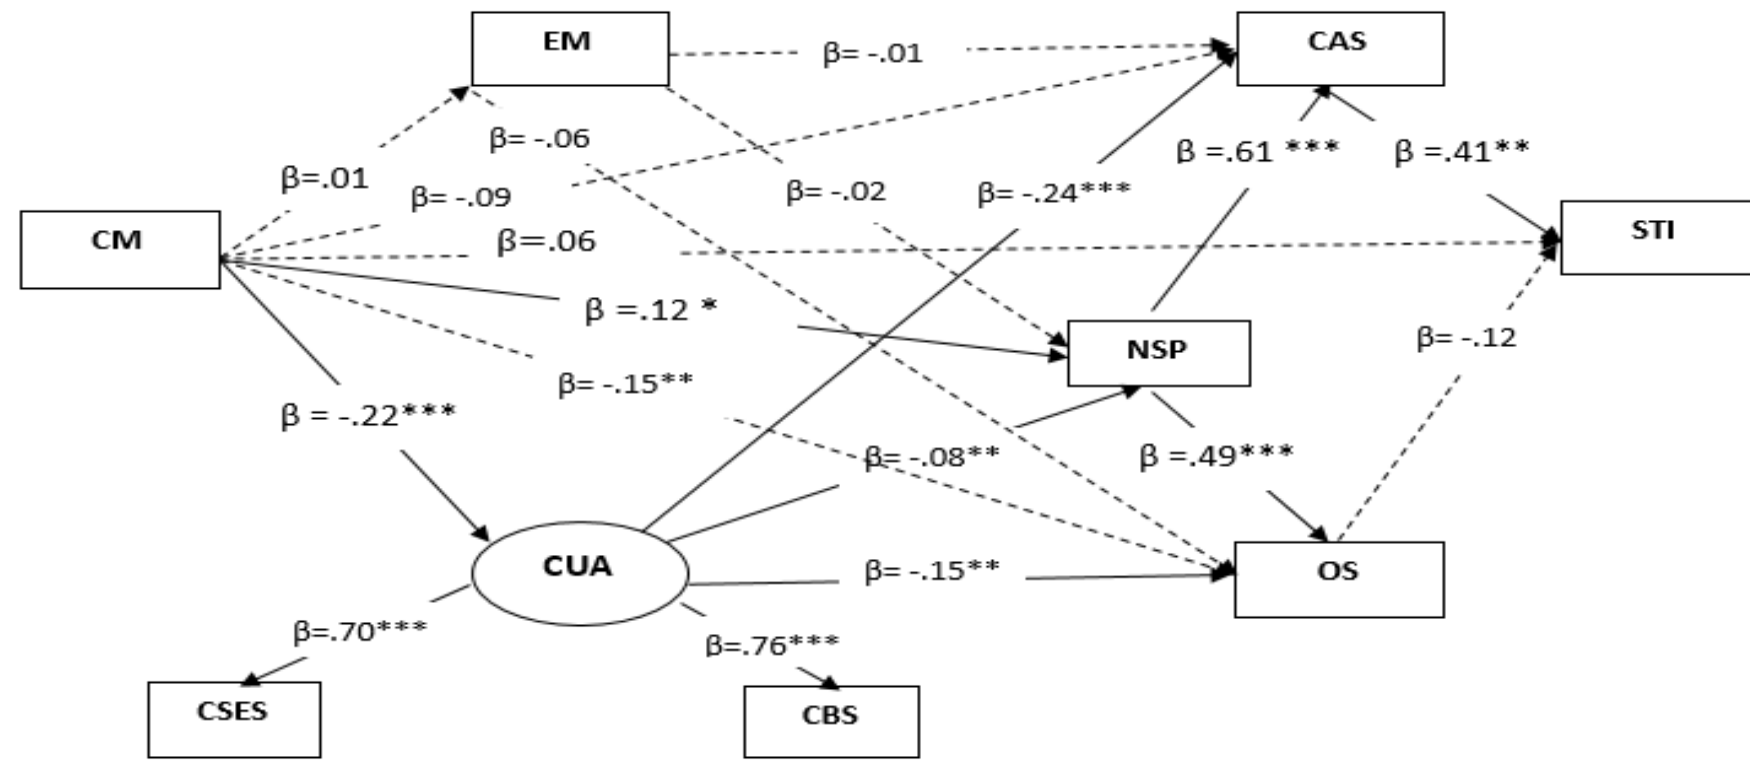 EM
CAS
β= -.01
β= -.06
β =.61 ***
β =.41**
β=.01
β= -.09
β= -.02
β= -.24***
CM
β=.06
STI
β =.12 *
β= -.12
NSP
β= -.15**
β = -.22***
β= -.08**
β =.49***
CUA
β= -.15**
OS
β=.70***
β=.76***
CSES
CBS